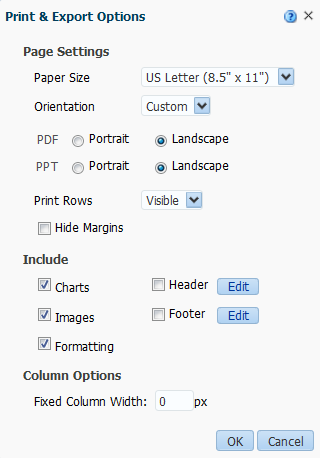 Print & Export Options
Page Settings
Paper Size US Letter (8.5" x 11")
Orientation Custom
PDF Portrait Landscape
PPT Portrait Landscape
Print Rows Visible
Hide Margins
Include
Charts Header Edit
Images Footer Edit
Formatting
Column Options
Fixed Column Width: 0 px
OK Cancel